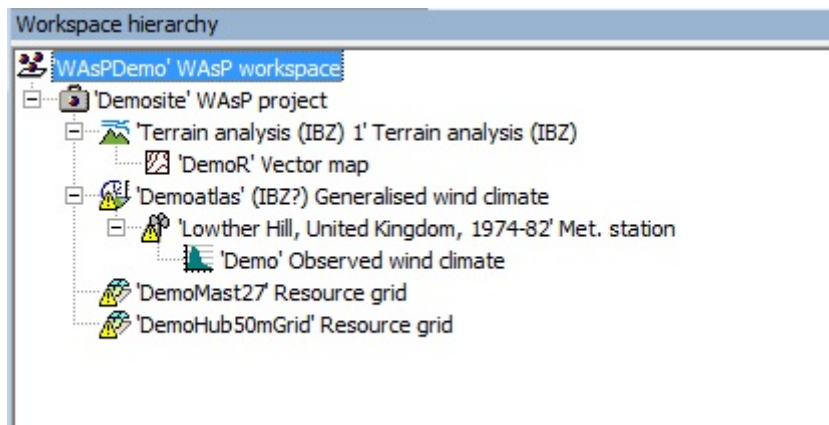 Workspace hierarchy
'WAsPDemo' WAsP workspace
'Demosite' WAsP project
'Terrain analysis (IBZ) 1' Terrain analysis (IBZ)
'DemoR' Vector map
'Demoatlas' (IBZ?) Generalised wind climate
'Lowther Hill, United Kingdom, 1974-82' Met. station
'Demo' Observed wind climate
'DemoMast27' Resource grid
'DemoHub50mGrid' Resource grid